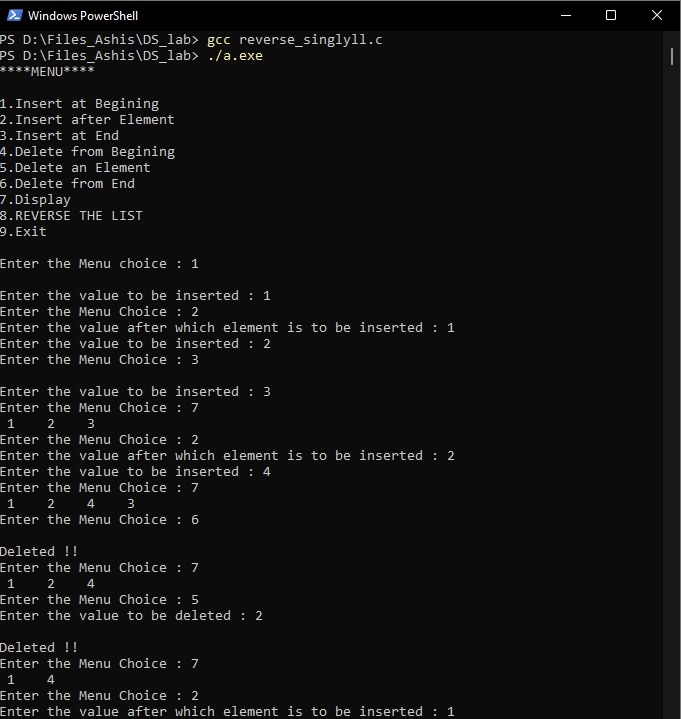 Windows PowerShell
PS D:\Files_Ashis\DS_lab> gcc reverse_singlyll.c
PS D:\Files_Ashis\DS_lab> ./a.exe
****MENU****
1.Insert at Begining
2.Insert after Element
3.Insert at End
4.Delete from Begining
5.Delete an Element
6.Delete from End
7.Display
8.REVERSE THE LIST
9.Exit
Enter the Menu choice : 1
Enter the value to be inserted : 1
Enter the Menu Choice : 2
Enter the value after which element is to be inserted : 1
Enter the value to be inserted : 2
Enter the Menu Choice : 3
Enter the value to be inserted : 3
Enter the Menu Choice : 7
1    2    3
Enter the Menu Choice : 2
Enter the value after which element is to be inserted : 2
Enter the value to be inserted : 4
Enter the Menu Choice : 7
1    2    4    3
Enter the Menu Choice : 6
Deleted !!
Enter the Menu Choice : 7
1    2    4
Enter the Menu Choice : 5
Enter the value to be deleted : 2
Deleted !!
Enter the Menu Choice : 7
1    4
Enter the Menu Choice : 2
Enter the value after which element is to be inserted : 1